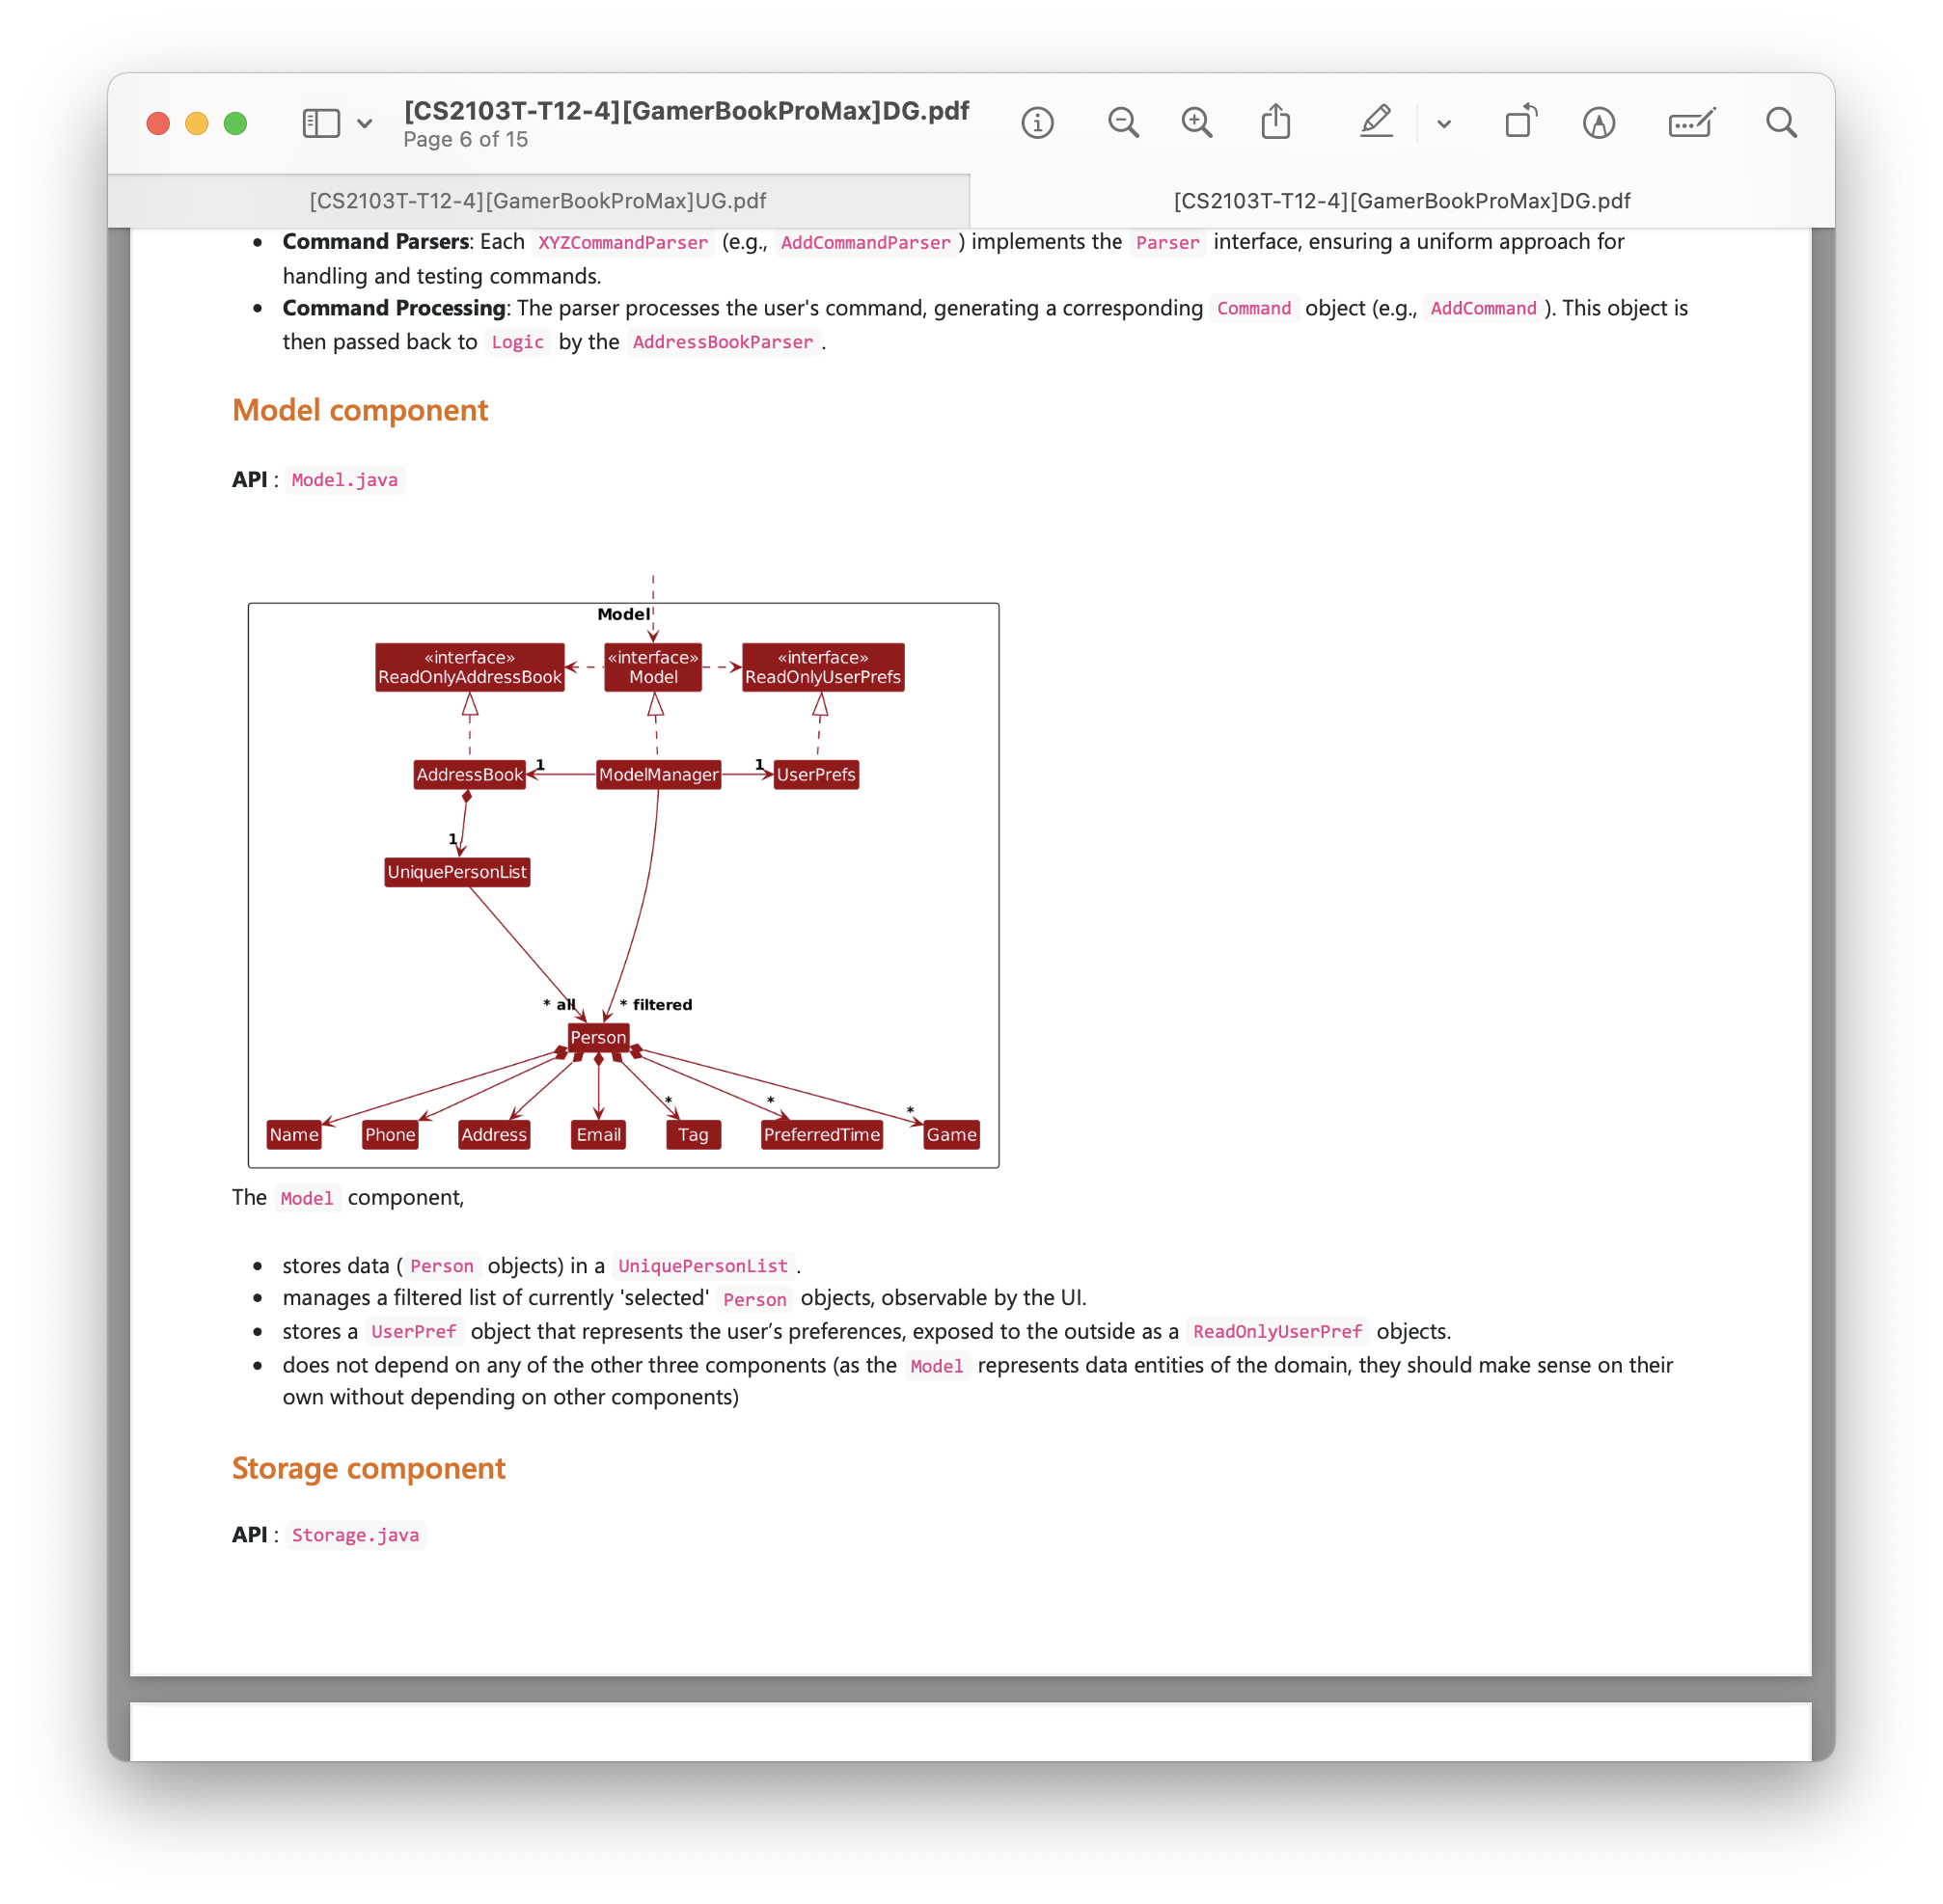 [CS2103T-T12-4][GamerBookProMax]DG.pdf
Page 6 of 15
[CS2103T-T12-4][GamerBookProMax]UG.pdf
[CS2103T-T12-4][GamerBookProMax]DG.pdf
• Command Parsers: Each XYZCommandParser (e.g., AddCommandParser ) implements the Parser interface, ensuring a uniform approach for
handling and testing commands.
• Command Processing: The parser processes the user's command, generating a corresponding Command object (e.g., AddCommand ). This object is
then passed back to Logic by the AddressBookParser .
Model component
API : Model.java
Model
«interface»
ReadOnlyAddressBook
«interface»
Model
«interface»
ReadOnlyUserPrefs
AddressBook
1
ModelManager
1
UserPrefs
1
UniquePersonList
* all
* filtered
Person
*
*
*
Name
Phone
Address
Email
Tag
PreferredTime
Game
The Model component,
• stores data ( Person objects) in a UniquePersonList .
• manages a filtered list of currently 'selected' Person objects, observable by the UI.
• stores a UserPref object that represents the user’s preferences, exposed to the outside as a ReadOnlyUserPref objects.
• does not depend on any of the other three components (as the Model represents data entities of the domain, they should make sense on their
own without depending on other components)
Storage component
API : Storage.java